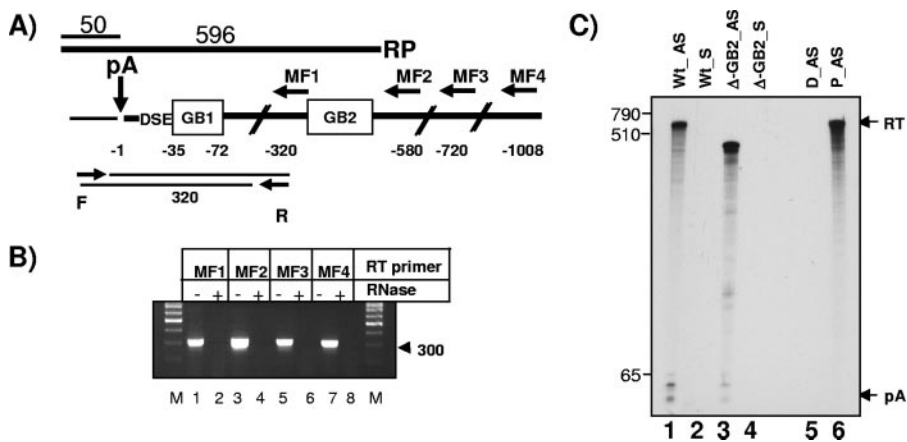 A)
50
596
RP
pA
MF1 MF2 MF3 MF4
DSE GB1 GB2
-1 -35 -72 -320 -580 -720 -1008
F 320 R
B)
MF1 MF2 MF3 MF4 RT primer
- + - + - + - + RNase
300
M 1 2 3 4 5 6 7 8 M
C)
Wt_AS
Wt_S
Δ-GB2_AS
Δ-GB2_S
D_AS
P_AS
790
510
RT
65
pA
1 2 3 4 5 6